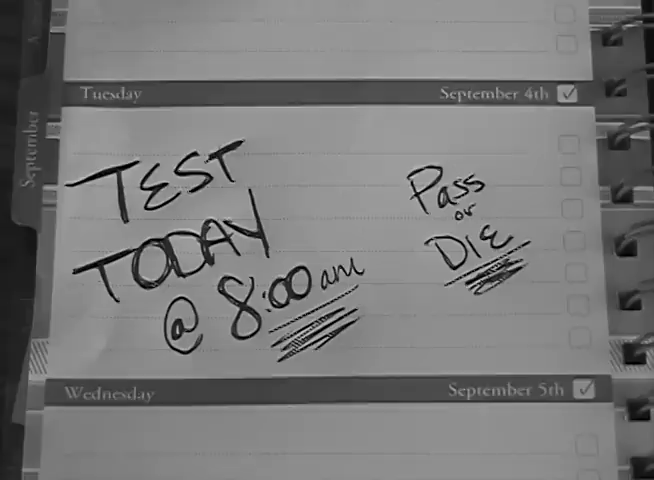 Tuesday September 4th
TEST
TODAY
@ 8:00 am
Pass
or
DIE
Wednesday September 5th
September